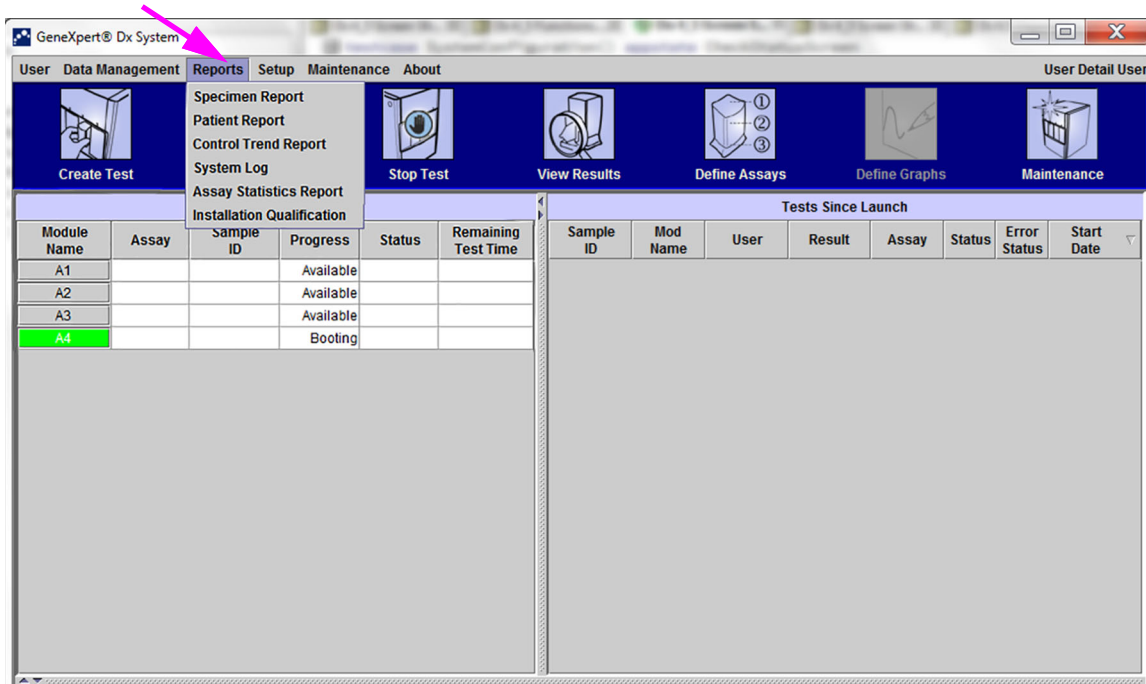 GeneXpert® Dx System
User Data Management Reports Setup Maintenance About User Detail User
Specimen Report
Patient Report
Control Trend Report
System Log
Assay Statistics Report
Installation Qualification
Create Test Stop Test View Results Define Assays Define Graphs Maintenance
1
2
3
Tests Since Launch
Module Name Assay Sample ID Progress Status Remaining Test Time
A1 Available
A2 Available
A3 Available
A4 Booting
Sample ID Mod Name User Result Assay Status Error Status Start Date